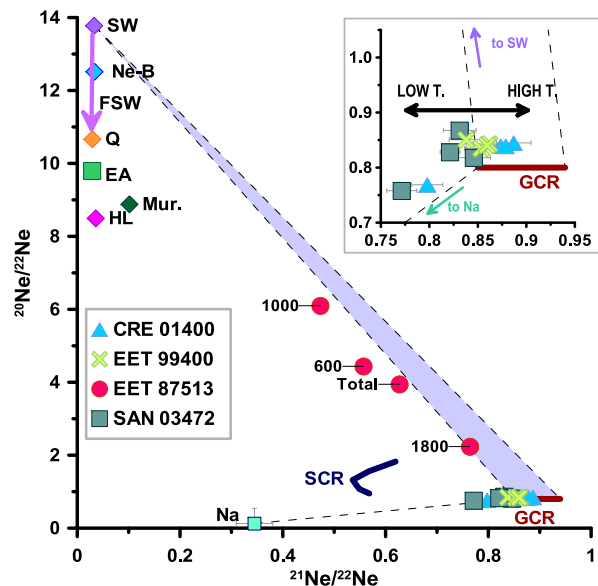 14
12
10
8
6
4
2
0
20Ne/22Ne
SW
Ne-B
FSW
Q
EA
HL
Mur.
1000
600
Total
1800
SCR
Na
GCR
CRE 01400
EET 99400
EET 87513
SAN 03472
0
0.2
0.4
0.6
0.8
1
21Ne/22Ne
1.0
0.9
0.8
0.7
to SW
LOW T.
HIGH T.
GCR
to Na
0.75
0.8
0.85
0.9
0.95